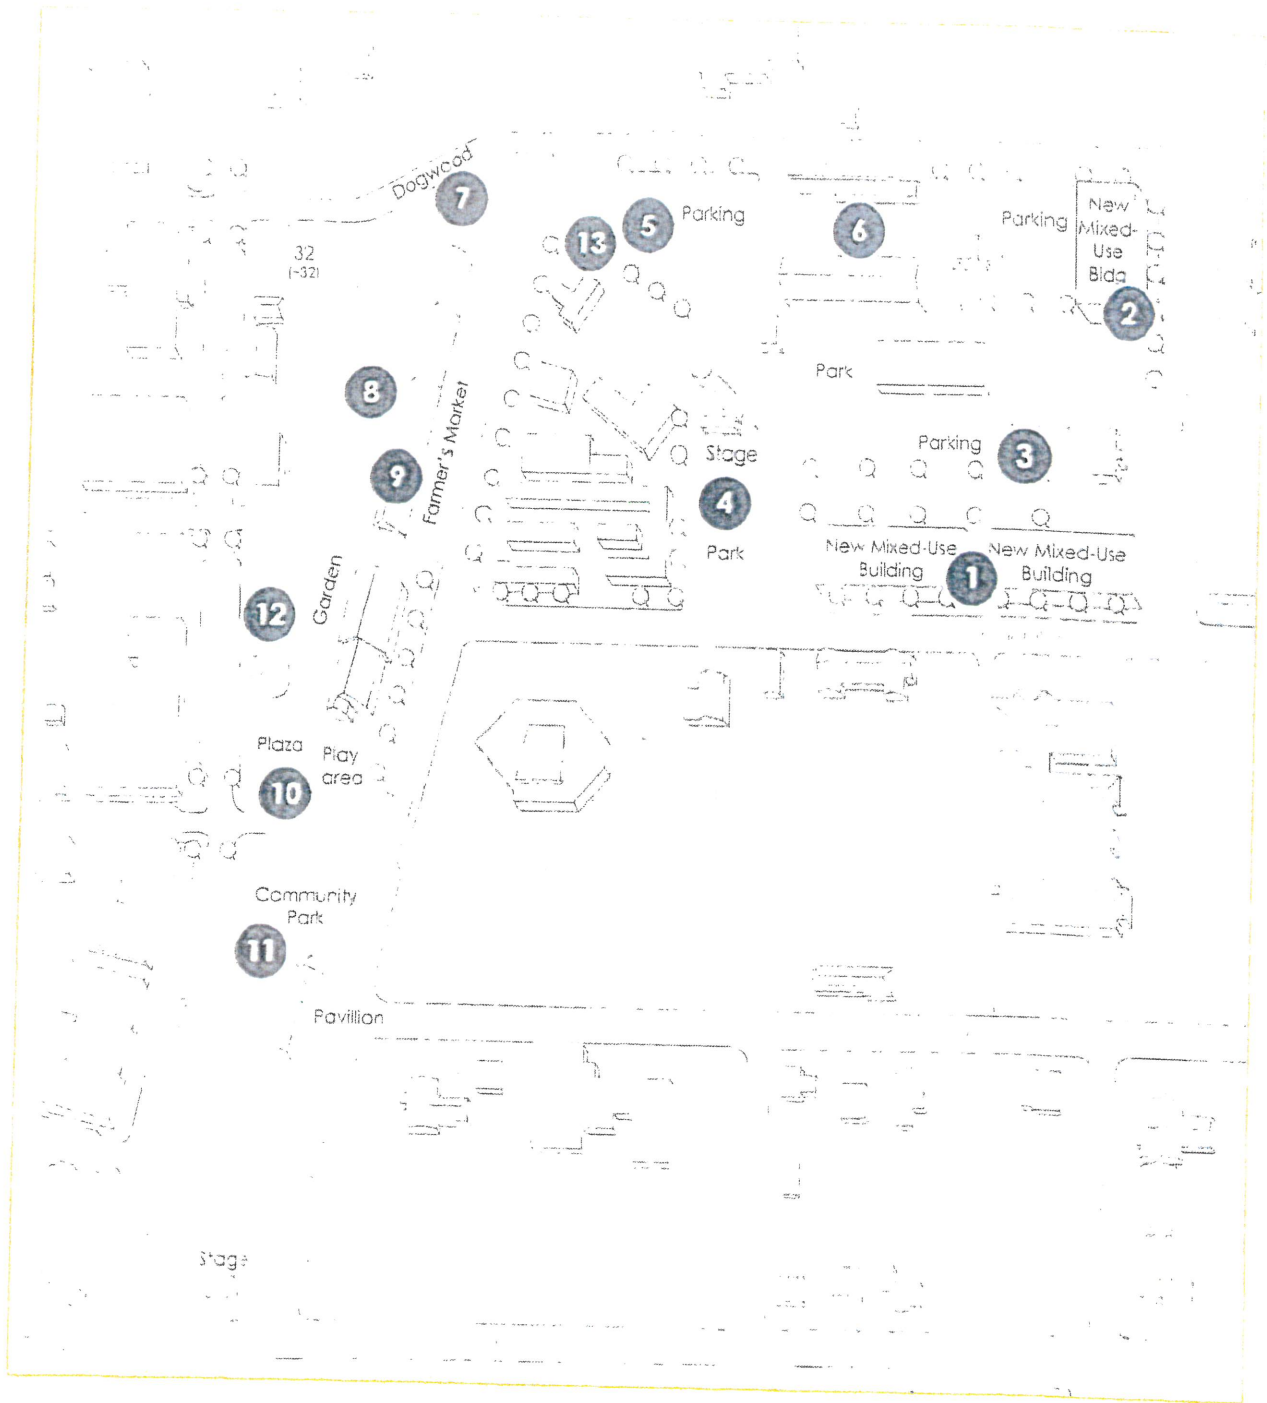 Dogwood
7
5
Parking
13
6
Parking
New
Mixed-
Use
Bldg
2
32
(-32)
8
Farmer's Market
9
Park
Stage
4
Park
Parking
3
New Mixed-Use
Building
1
New Mixed-Use
Building
Garden
12
Plaza
Play
area
10
Community
Park
11
Pavillion
Stage